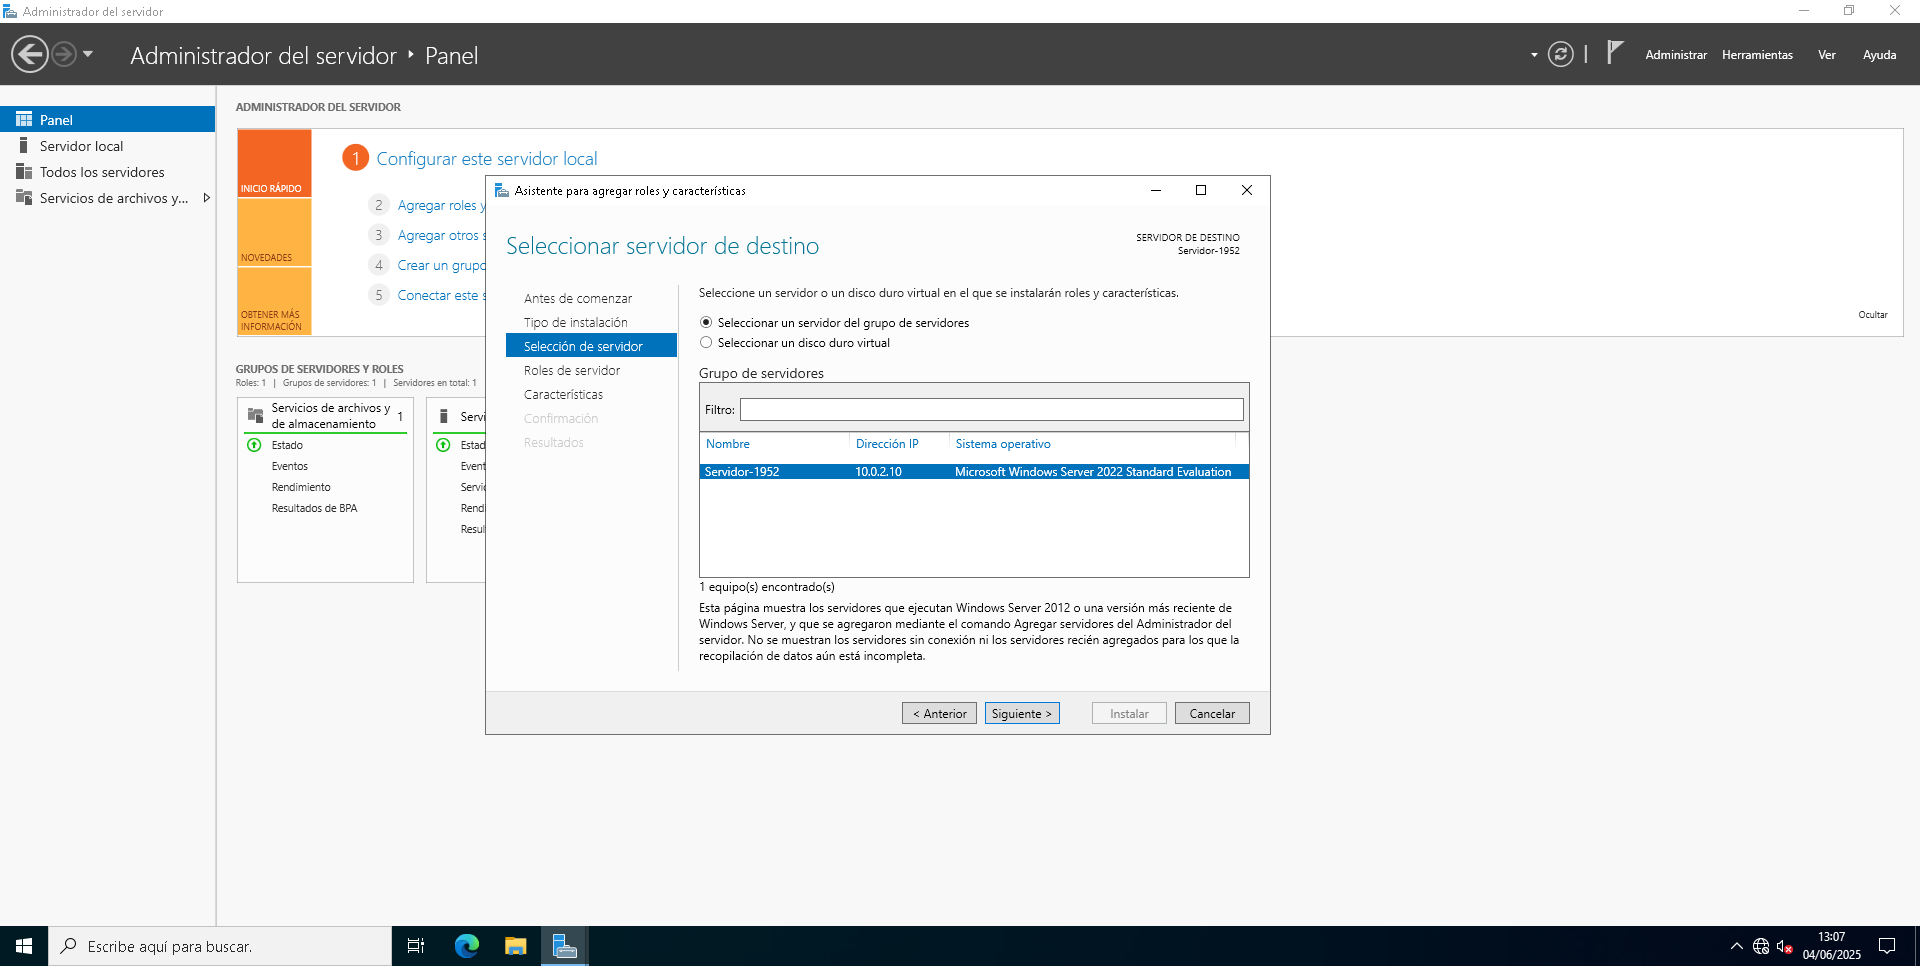 Administrador del servidor
Administrador del servidor ‣ Panel
Administrar
Herramientas
Ver
Ayuda
Panel
Servidor local
Todos los servidores
Servicios de archivos y...
ADMINISTRADOR DEL SERVIDOR
INICIO RÁPIDO
NOVEDADES
OBTENER MÁS
INFORMACIÓN
1 Configurar este servidor local
2 Agregar roles y
3 Agregar otros s
4 Crear un grupo
5 Conectar este s
Ocultar
GRUPOS DE SERVIDORES Y ROLES
Roles: 1 | Grupos de servidores: 1 | Servidores en total: 1
Servicios de archivos y
de almacenamiento
1
Estado
Eventos
Rendimiento
Resultados de BPA
Servi
Estad
Event
Servic
Rend
Resul
Asistente para agregar roles y características
Seleccionar servidor de destino
SERVIDOR DE DESTINO
Servidor-1952
Antes de comenzar
Tipo de instalación
Selección de servidor
Roles de servidor
Características
Confirmación
Resultados
Seleccione un servidor o un disco duro virtual en el que se instalarán roles y características.
Seleccionar un servidor del grupo de servidores
Seleccionar un disco duro virtual
Grupo de servidores
Filtro:
Nombre Dirección IP Sistema operativo
Servidor-1952 10.0.2.10 Microsoft Windows Server 2022 Standard Evaluation
1 equipo(s) encontrado(s)
Esta página muestra los servidores que ejecutan Windows Server 2012 o una versión más reciente de
Windows Server, y que se agregaron mediante el comando Agregar servidores del Administrador del
servidor. No se muestran los servidores sin conexión ni los servidores recién agregados para los que la
recopilación de datos aún está incompleta.
< Anterior
Siguiente >
Instalar
Cancelar
Escribe aquí para buscar.
13:07
04/06/2025